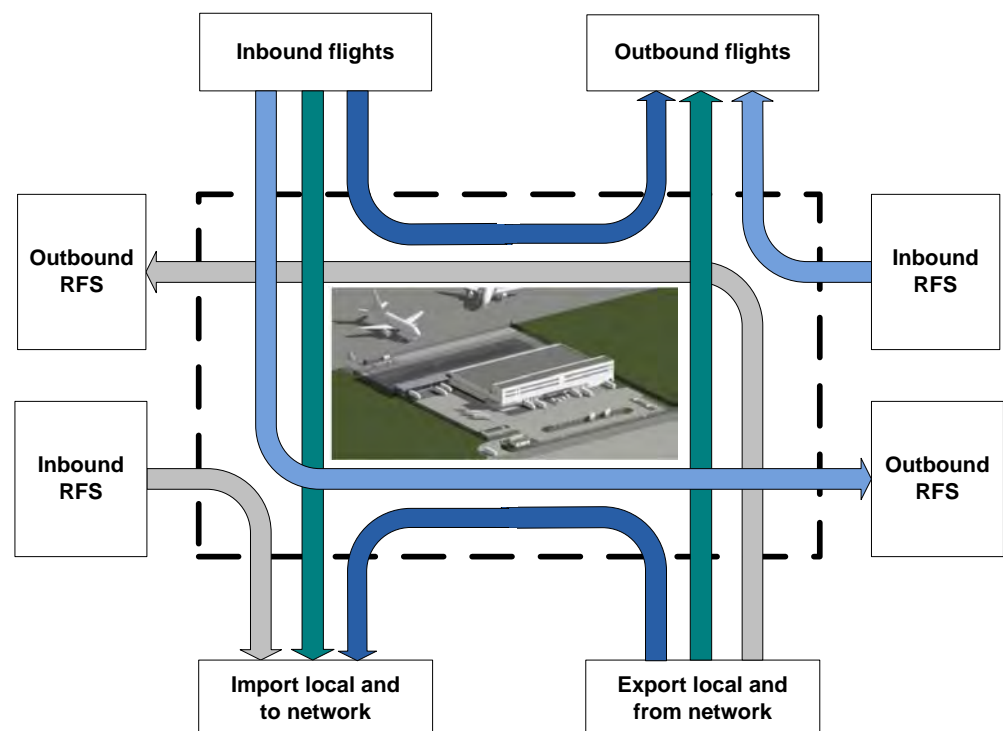 Inbound flights
Outbound flights
Outbound
RFS
Inbound
RFS
Inbound
RFS
Outbound
RFS
Import local and
to network
Export local and
from network